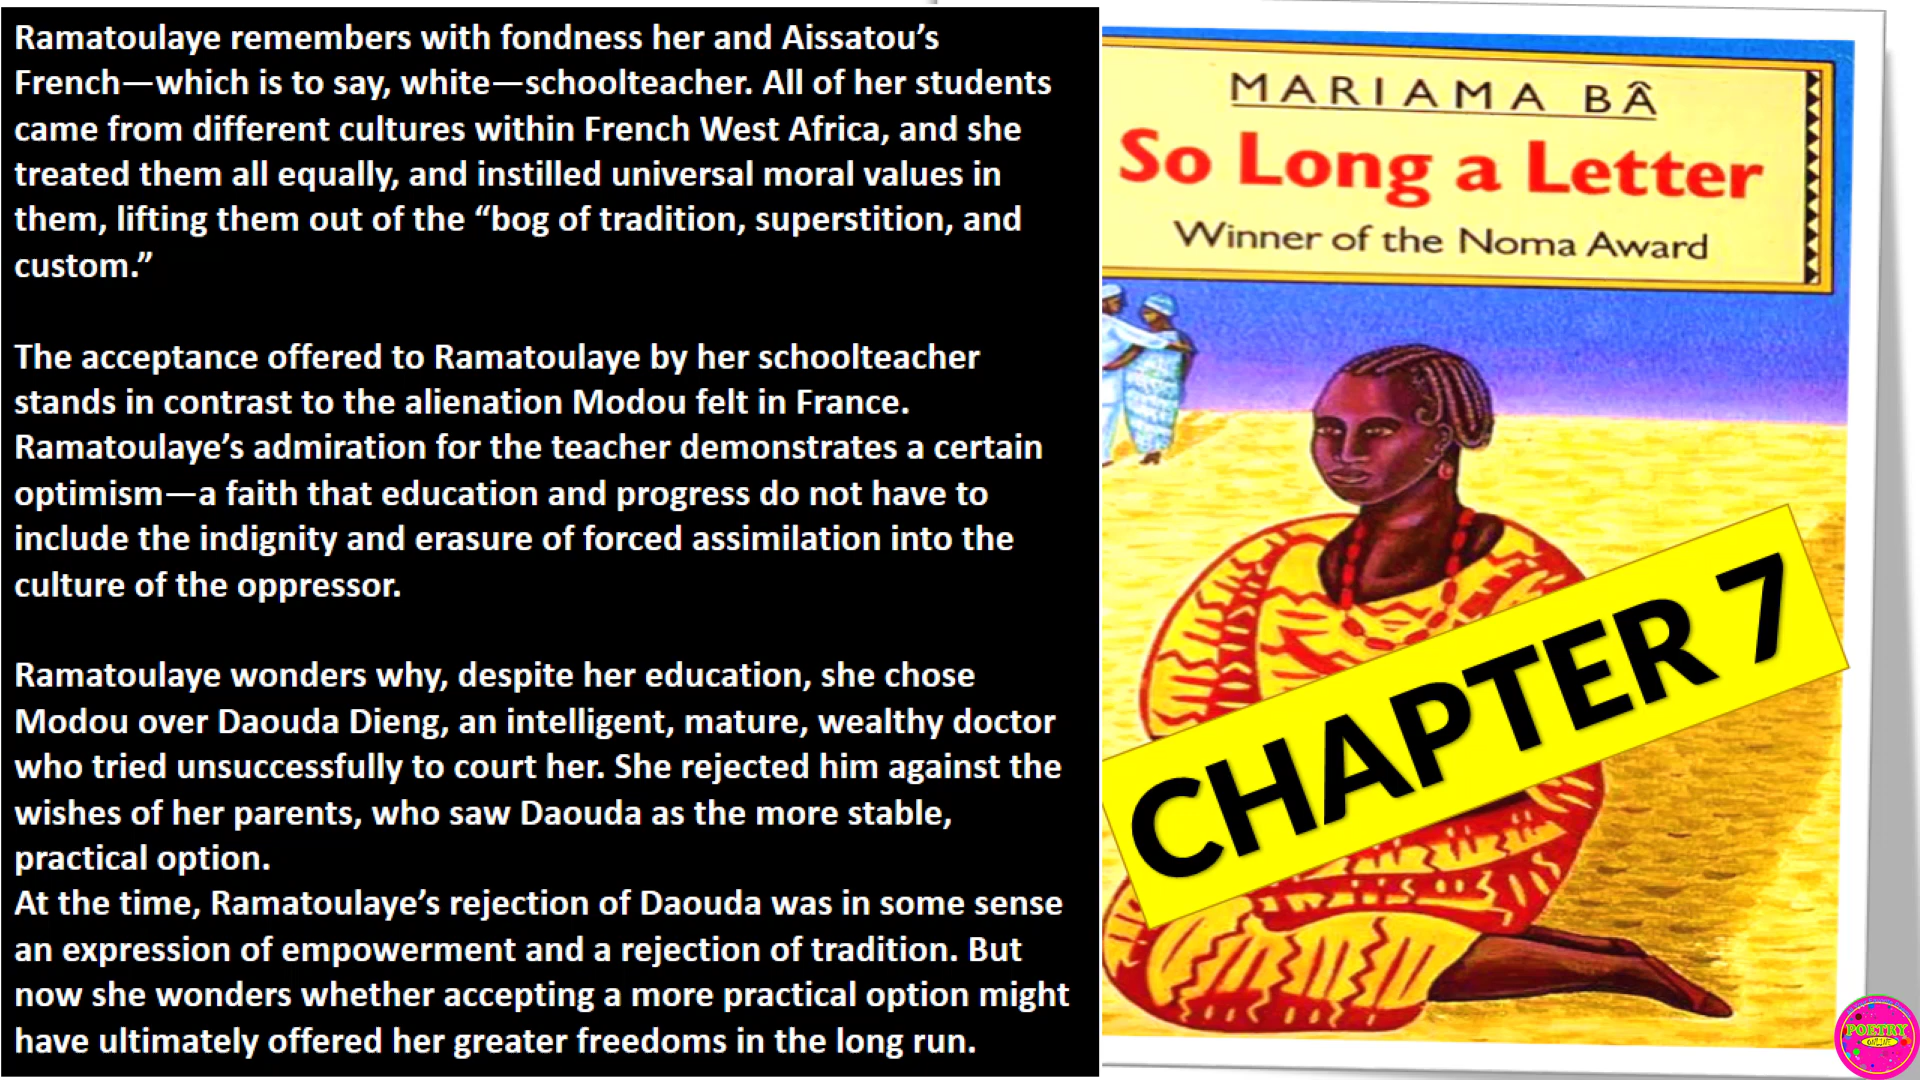 Ramatoulaye remembers with fondness her and Aissatou’s
French—which is to say, white—schoolteacher. All of her students
came from different cultures within French West Africa, and she
treated them all equally, and instilled universal moral values in
them, lifting them out of the “bog of tradition, superstition, and
custom.”
The acceptance offered to Ramatoulaye by her schoolteacher
stands in contrast to the alienation Modou felt in France.
Ramatoulaye’s admiration for the teacher demonstrates a certain
optimism—a faith that education and progress do not have to
include the indignity and erasure of forced assimilation into the
culture of the oppressor.
Ramatoulaye wonders why, despite her education, she chose
Modou over Daouda Dieng, an intelligent, mature, wealthy doctor
who tried unsuccessfully to court her. She rejected him against the
wishes of her parents, who saw Daouda as the more stable,
practical option.
At the time, Ramatoulaye’s rejection of Daouda was in some sense
an expression of empowerment and a rejection of tradition. But
now she wonders whether accepting a more practical option might
have ultimately offered her greater freedoms in the long run.
MARIAMA BÂ
So Long a Letter
Winner of the Noma Award
CHAPTER 7
POETRY
ONLINE